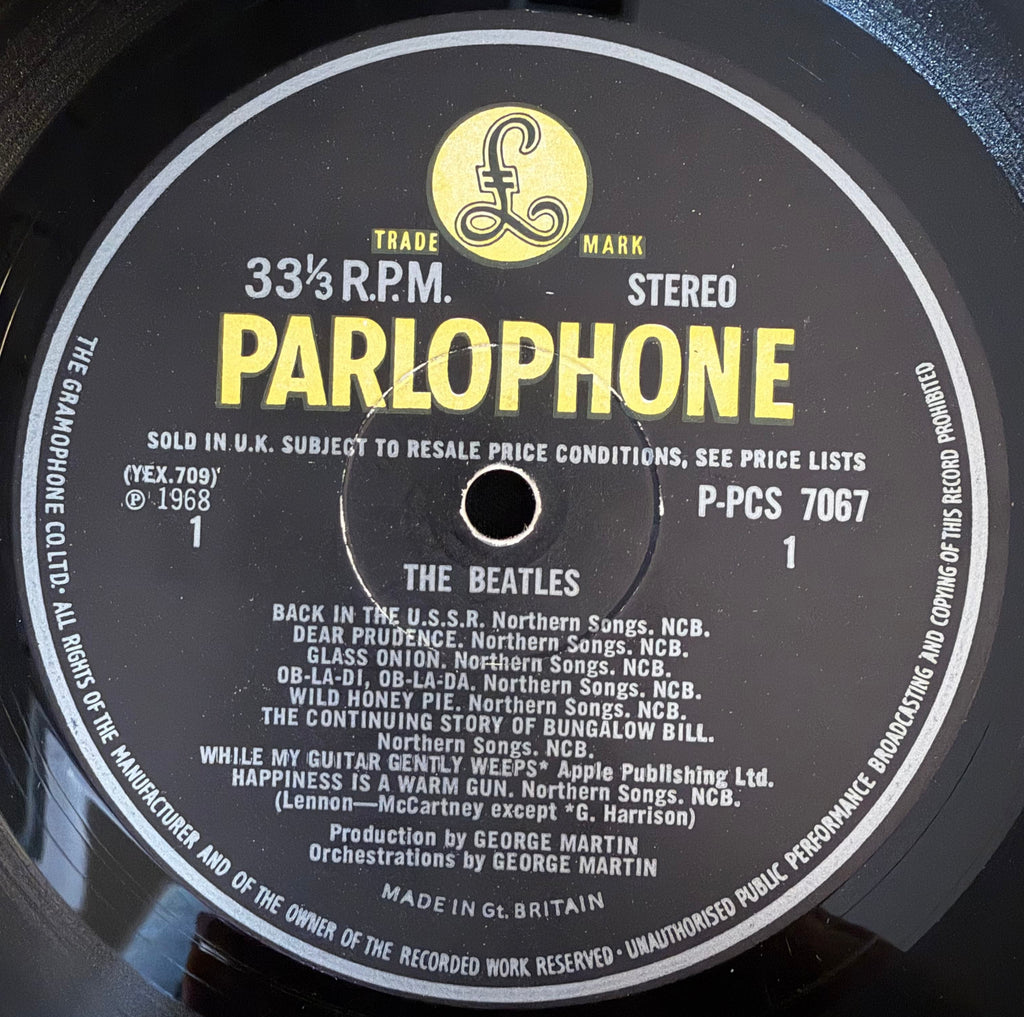 £
TRADE MARK
33⅓ R.P.M. STEREO
PARLOPHONE
SOLD IN U.K. SUBJECT TO RESALE PRICE CONDITIONS, SEE PRICE LISTS
(YEX.709) P-PCS 7067
℗ 1968
1 1
THE BEATLES
BACK IN THE U.S.S.R. Northern Songs. NCB.
DEAR PRUDENCE. Northern Songs. NCB.
GLASS ONION. Northern Songs. NCB.
OB-LA-DI, OB-LA-DA. Northern Songs. NCB.
WILD HONEY PIE. Northern Songs. NCB.
THE CONTINUING STORY OF BUNGALOW BILL.
Northern Songs. NCB.
WHILE MY GUITAR GENTLY WEEPS* Apple Publishing Ltd.
HAPPINESS IS A WARM GUN. Northern Songs. NCB.
(Lennon—McCartney except *G. Harrison)
Production by GEORGE MARTIN
Orchestrations by GEORGE MARTIN
MADE IN Gt. BRITAIN
THE GRAMOPHONE CO. LTD. · ALL RIGHTS OF THE MANUFACTURER AND OF THE OWNER OF THE RECORDED WORK RESERVED · UNAUTHORISED PUBLIC PERFORMANCE BROADCASTING AND COPYING OF THIS RECORD PROHIBITED